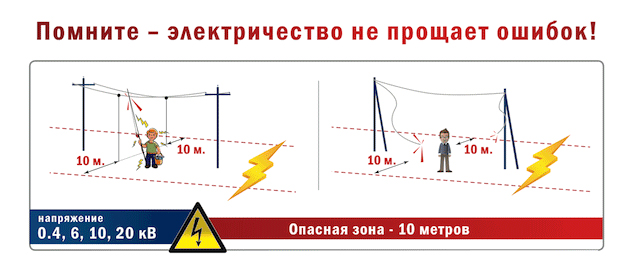 Помните – электричество не прощает ошибок!
10 м.
10 м.
10 м.
10 м.
напряжение
0.4, 6, 10, 20 кВ
Опасная зона - 10 метров